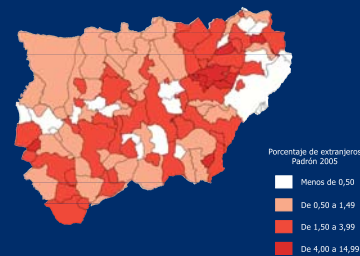 Porcentaje de extranjeros
Padrón 2005
Menos de 0,50
De 0,50 a 1,49
De 1,50 a 3,99
De 4,00 a 14,99